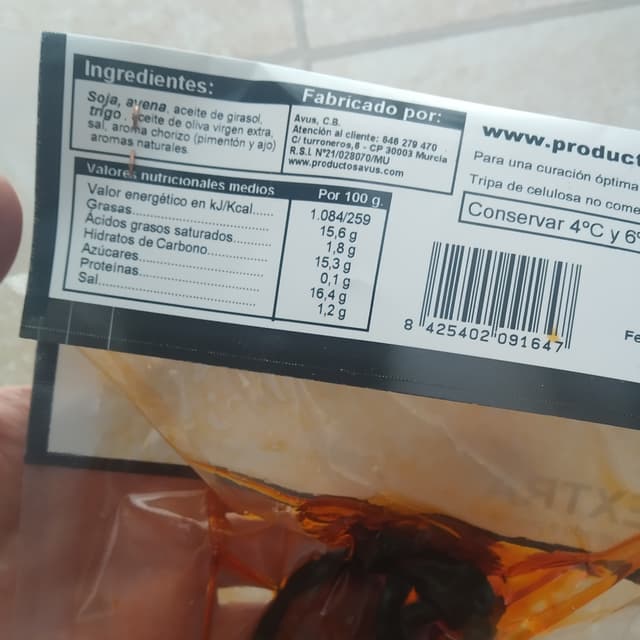 Ingredientes:
Soja, avena, aceite de girasol,
trigo, aceite de oliva virgen extra,
sal, aroma chorizo (pimentón y ajo)
aromas naturales.
Fabricado por:
Avus, C.B.
Atención al cliente: 646 279 470
C/ turroneros, 8 - CP 30003 Murcia
R.S.I. Nº21/028070/MU
www.productosavus.com
Valores nutricionales medios Por 100 g.
Valor energético en kJ/Kcal...... 1.084/259
Grasas.............. 15,6 g
Ácidos grasos saturados........ 1,8 g
Hidratos de Carbono........... 15,3 g
Azúcares............... 0,1 g
Proteínas............... 16,4 g
Sal................ 1,2 g
www.product
Para una curación óptima
Tripa de celulosa no come
Conservar 4ºC y 6º
8 425402 091647
Fe
EXTR